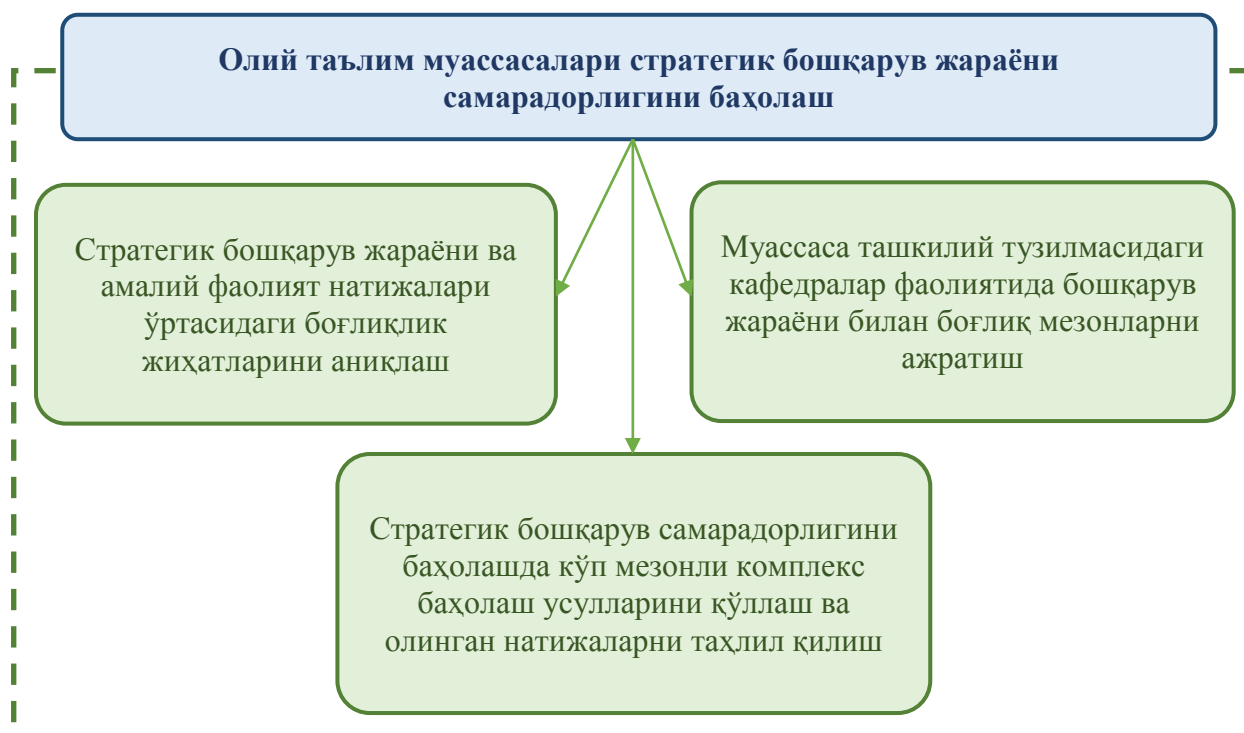 Олий таълим муассасалари стратегик бошқарув жараёни
самарадорлигини баҳолаш
Стратегик бошқарув жараёни ва
амалий фаолият натижалари
ўртасидаги боғлиқлик
жиҳатларини аниқлаш
Муассаса ташкилий тузилмасидаги
кафедралар фаолиятида бошқарув
жараёни билан боғлиқ мезонларни
ажратиш
Стратегик бошқарув самарадорлигини
баҳолашда кўп мезонли комплекс
баҳолаш усулларини қўллаш ва
олинган натижаларни таҳлил қилиш